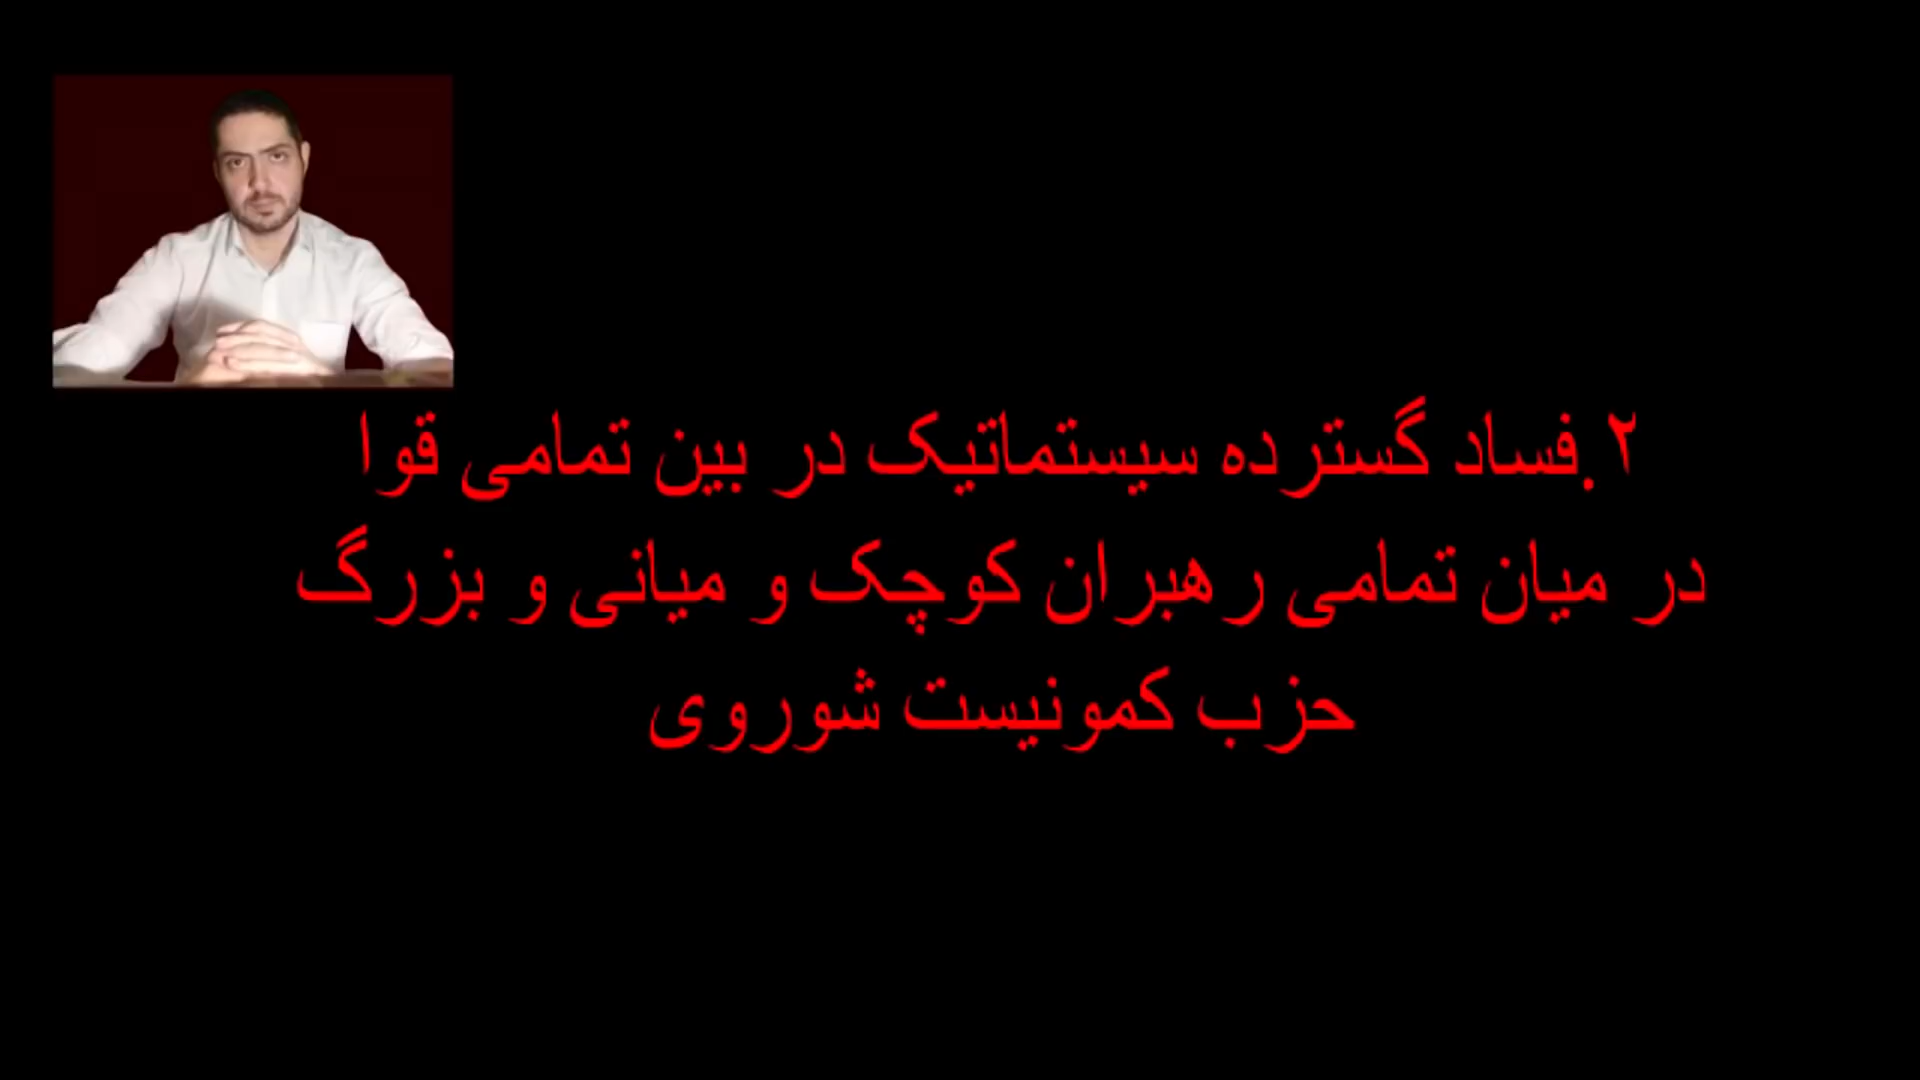 ۲.فساد گسترده سیستماتیک در بین تمامی قوا
در میان تمامی رهبران کوچک و میانی و بزرگ
حزب کمونیست شوروی